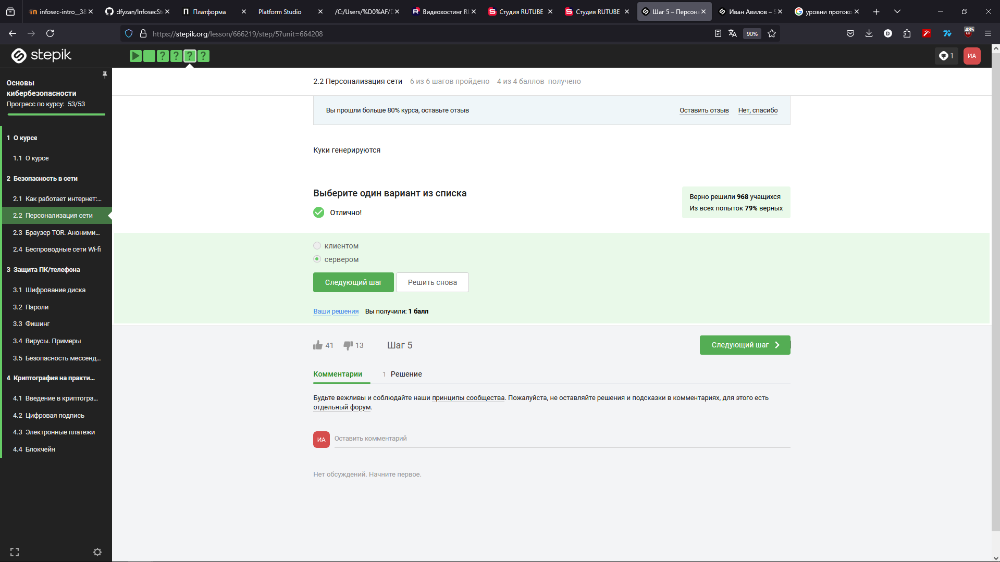 infosec-intro__38
dfyzan/InfosecSte
Платформа
Platform Studio
/C:/Users/%D0%AF/D
Видеохостинг RU
Студия RUTUBE
Студия RUTUBE
Шаг 5 – Персона
Иван Авилов – S
уровни протоко
https://stepik.org/lesson/666219/step/5?unit=664208
90%
485
stepik
? ? ? ?
1
ИА
Основы
кибербезопасности
Прогресс по курсу: 53/53
1 О курсе
1.1 О курсе
2 Безопасность в сети
2.1 Как работает интернет:...
2.2 Персонализация сети
2.3 Браузер TOR. Аноними...
2.4 Беспроводные сети Wi-fi
3 Защита ПК/телефона
3.1 Шифрование диска
3.2 Пароли
3.3 Фишинг
3.4 Вирусы. Примеры
3.5 Безопасность мессенд...
4 Криптография на практи...
4.1 Введение в криптогра...
4.2 Цифровая подпись
4.3 Электронные платежи
4.4 Блокчейн
2.2 Персонализация сети 6 из 6 шагов пройдено 4 из 4 баллов получено
Вы прошли больше 80% курса, оставьте отзыв
Оставить отзыв Нет, спасибо
Куки генерируются
Выберите один вариант из списка
Отлично!
Верно решили 968 учащихся
Из всех попыток 79% верных
клиентом
сервером
Следующий шаг
Решить снова
Ваши решения Вы получили: 1 балл
41 13 Шаг 5
Следующий шаг
Комментарии 1 Решение
Будьте вежливы и соблюдайте наши принципы сообщества. Пожалуйста, не оставляйте решения и подсказки в комментариях, для этого есть
отдельный форум.
ИА
Оставить комментарий
Нет обсуждений. Начните первое.